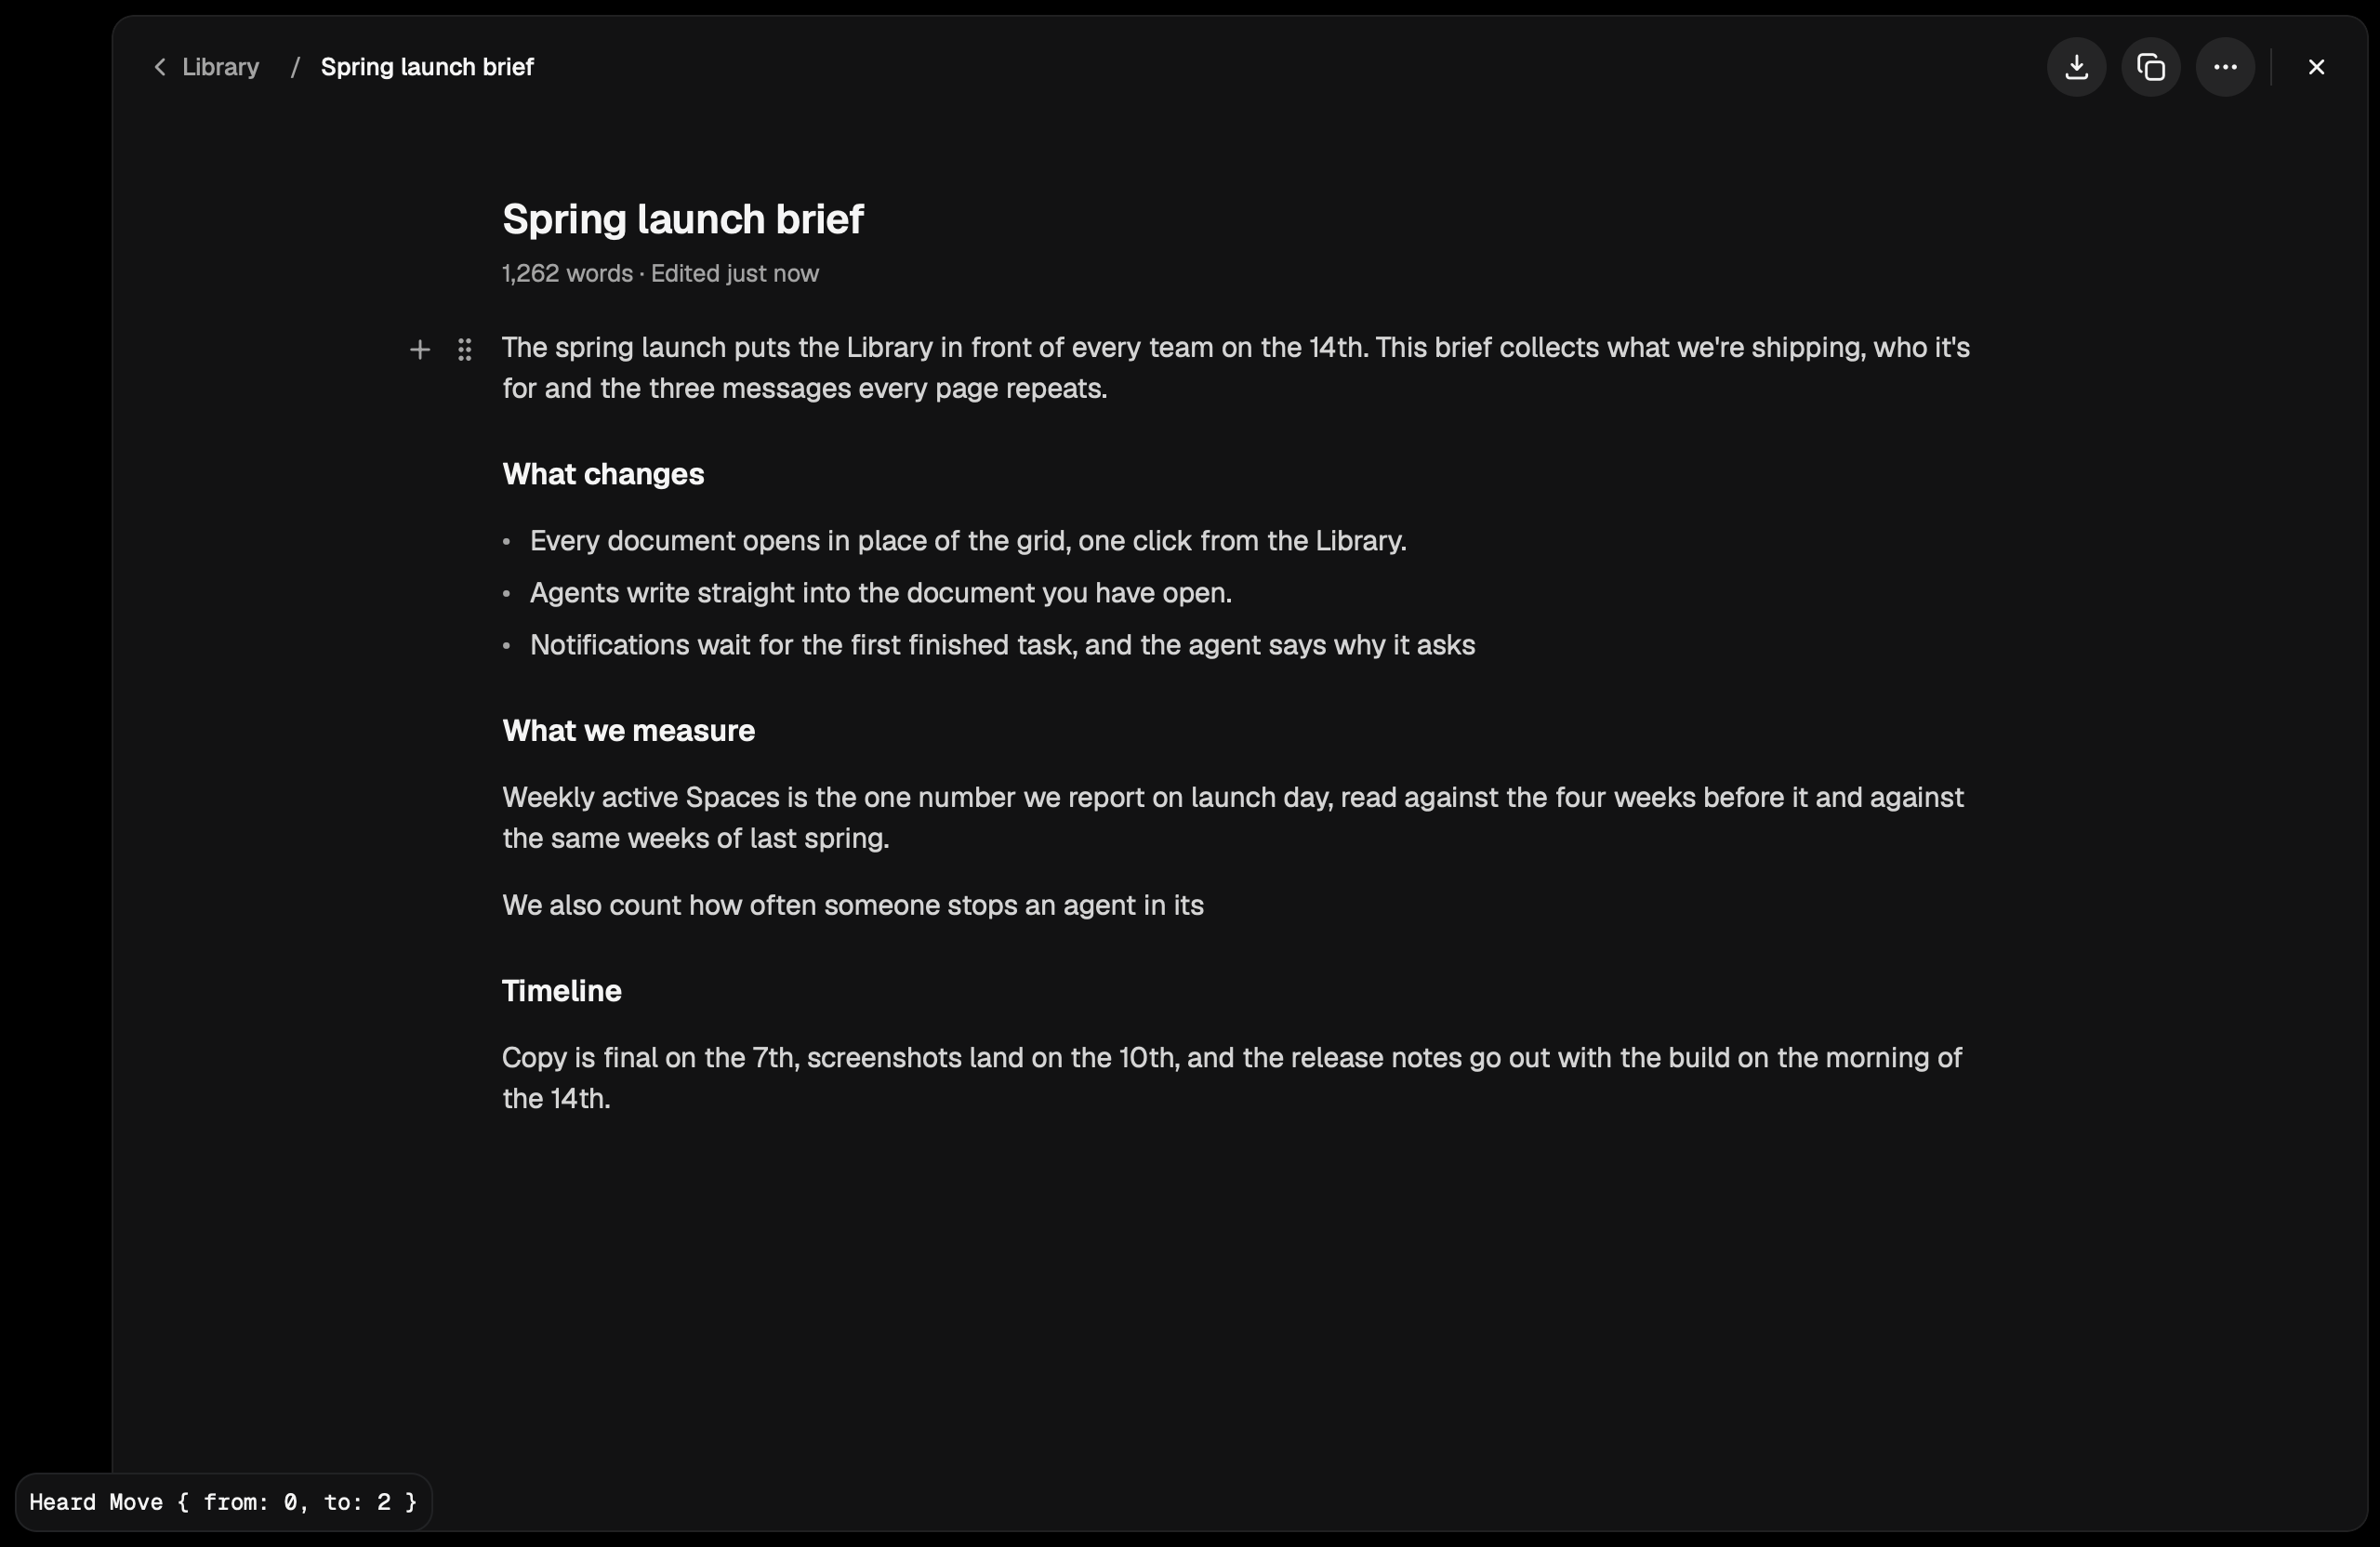 Library / Spring launch brief
Spring launch brief
1,262 words · Edited just now
The spring launch puts the Library in front of every team on the 14th. This brief collects what we're shipping, who it's
for and the three messages every page repeats.
What changes
• Every document opens in place of the grid, one click from the Library.
• Agents write straight into the document you have open.
• Notifications wait for the first finished task, and the agent says why it asks
What we measure
Weekly active Spaces is the one number we report on launch day, read against the four weeks before it and against
the same weeks of last spring.
We also count how often someone stops an agent in its
Timeline
Copy is final on the 7th, screenshots land on the 10th, and the release notes go out with the build on the morning of
the 14th.
Heard Move { from: 0, to: 2 }